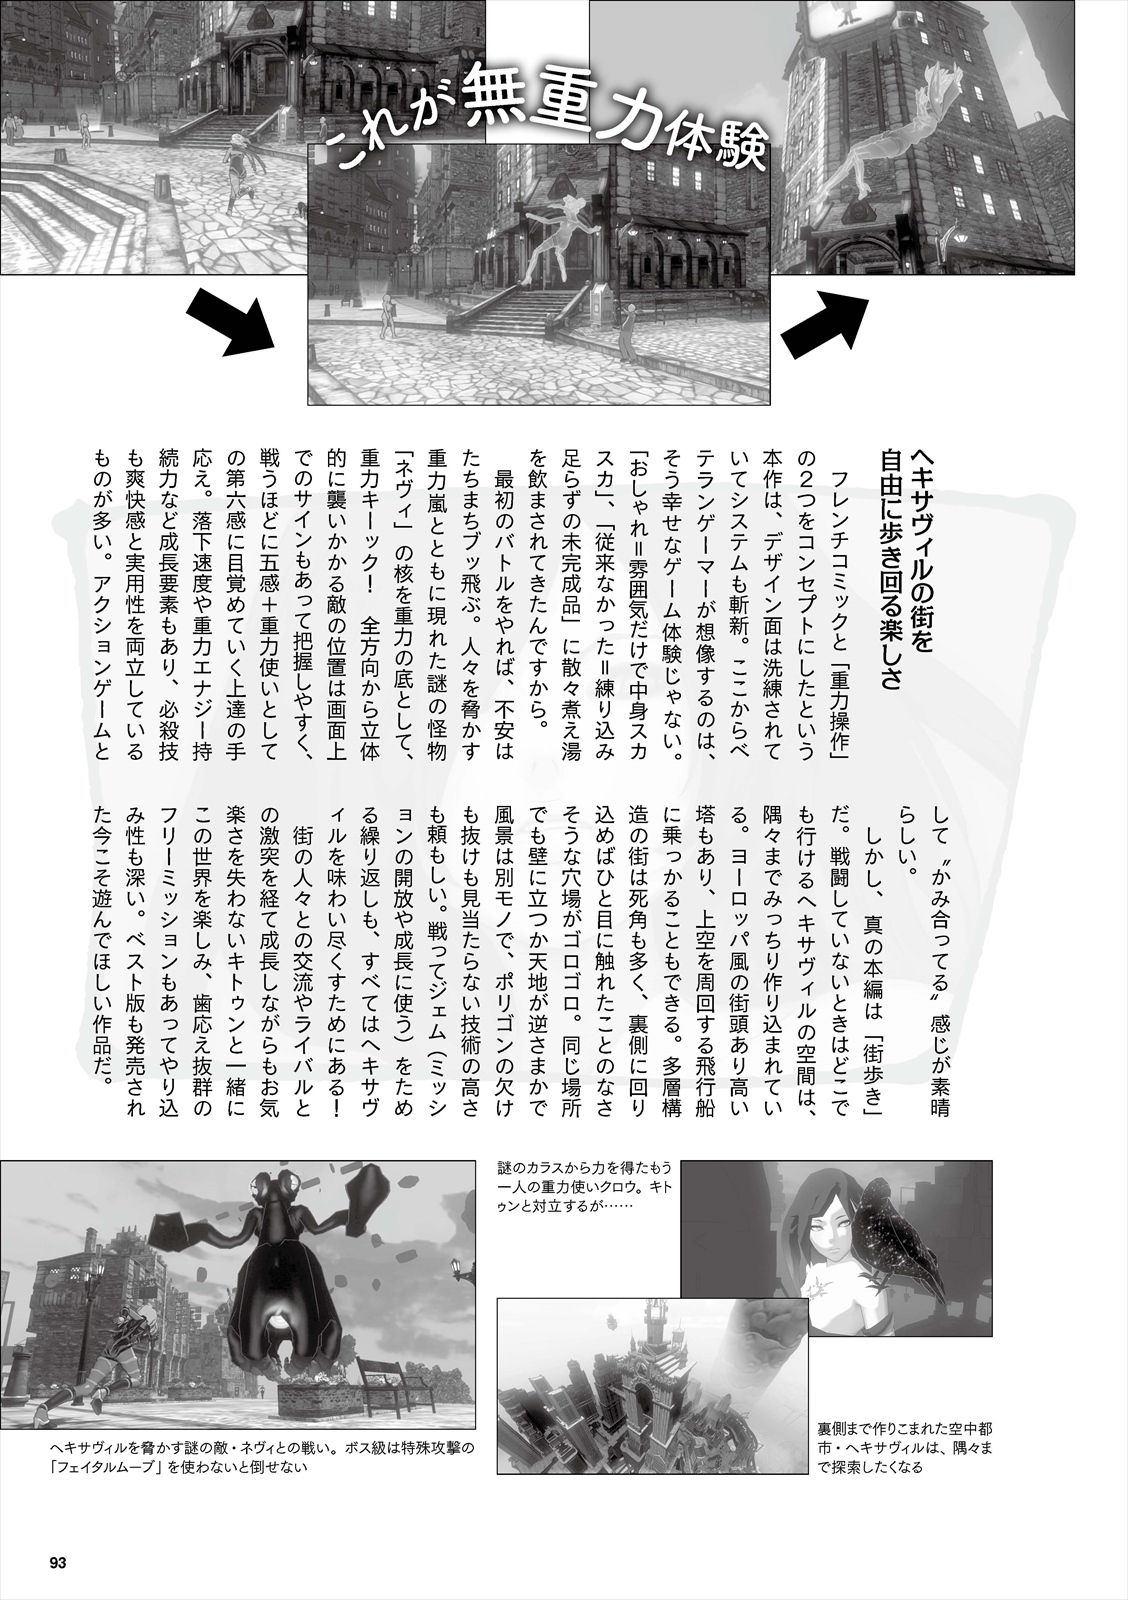 これが無重力体験
ヘキサヴィルの街を
自由に歩き回る楽しさ
フレンチコミックと「重力操作」
の２つをコンセプトにしたという
本作は、デザイン面は洗練されて
いてシステムも斬新。ここからベ
テランゲーマーが想像するのは、
そう幸せなゲーム体験じゃない。
「おしゃれ＝雰囲気だけで中身スカ
スカ」、「従来なかった＝練り込み
足らずの未完成品」に散々煮え湯
を飲まされてきたんですから。
最初のバトルをやれば、不安は
たちまちブッ飛ぶ。人々を脅かす
重力嵐とともに現れた謎の怪物
「ネヴィ」の核を重力の底として、
重力キーック！　全方向から立体
的に襲いかかる敵の位置は画面上
でのサインもあって把握しやすく、
戦うほどに五感＋重力使いとして
の第六感に目覚めていく上達の手
応え。落下速度や重力エナジー持
続力など成長要素もあり、必殺技
も爽快感と実用性を両立している
ものが多い。アクションゲームと
して〝かみ合ってる〟感じが素晴
らしい。
しかし、真の本編は「街歩き」
だ。戦闘していないときはどこで
も行けるヘキサヴィルの空間は、
隅々までみっちり作り込まれてい
る。ヨーロッパ風の街頭あり高い
塔もあり、上空を周回する飛行船
に乗っかることもできる。多層構
造の街は死角も多く、裏側に回り
込めばひと目に触れたことのなさ
そうな穴場がゴロゴロ。同じ場所
でも壁に立つか天地が逆さまかで
風景は別モノで、ポリゴンの欠け
も抜けも見当たらない技術の高さ
も頼もしい。戦ってジェム（ミッシ
ョンの開放や成長に使う）をため
る繰り返しも、すべてはヘキサヴ
ィルを味わい尽くすためにある！
街の人々との交流やライバルと
の激突を経て成長しながらもお気
楽さを失わないキトゥンと一緒に
この世界を楽しみ、歯応え抜群の
フリーミッションもあってやり込
み性も深い。ベスト版も発売され
た今こそ遊んでほしい作品だ。
謎のカラスから力を得たもう
一人の重力使いクロウ。キト
ゥンと対立するが……
ヘキサヴィルを脅かす謎の敵・ネヴィとの戦い。ボス級は特殊攻撃の
「フェイタルムーブ」を使わないと倒せない
裏側まで作りこまれた空中都
市・ヘキサヴィルは、隅々ま
で探索したくなる
93